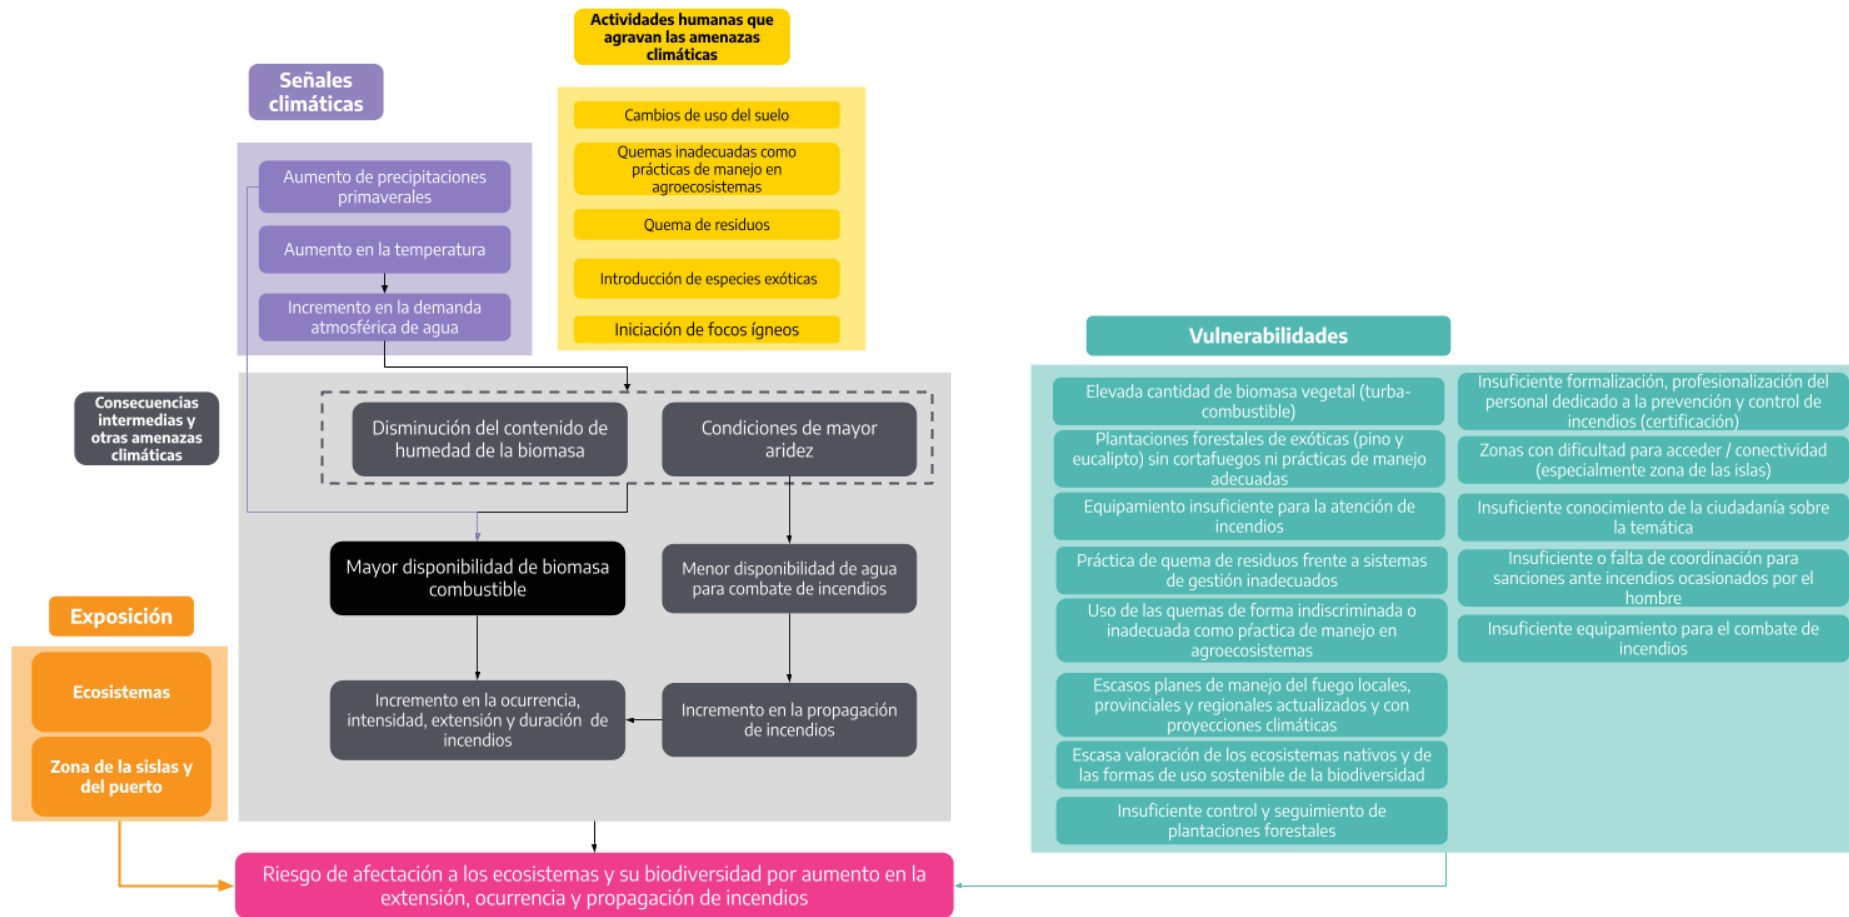 Actividades humanas que
agravan las amenazas
climáticas
Señales
climáticas
Cambios de uso del suelo
Quemas inadecuadas como
prácticas de manejo en
agroecosistemas
Quema de residuos
Introducción de especies exóticas
Iniciación de focos ígneos
Aumento de precipitaciones
primaverales
Aumento en la temperatura
Incremento en la demanda
atmosférica de agua
Consecuencias
intermedias y
otras amenazas
climáticas
Disminución del contenido de
humedad de la biomasa
Condiciones de mayor
aridez
Mayor disponibilidad de biomasa
combustible
Menor disponibilidad de agua
para combate de incendios
Incremento en la ocurrencia,
intensidad, extensión y duración de
incendios
Incremento en la propagación
de incendios
Exposición
Ecosistemas
Zona de la sislas y
del puerto
Vulnerabilidades
Elevada cantidad de biomasa vegetal (turba-
combustible)
Plantaciones forestales de exóticas (pino y
eucalipto) sin cortafuegos ni prácticas de manejo
adecuadas
Equipamiento insuficiente para la atención de
incendios
Práctica de quema de residuos frente a sistemas
de gestión inadecuados
Uso de las quemas de forma indiscriminada o
inadecuada como pŕactica de manejo en
agroecosistemas
Escasos planes de manejo del fuego locales,
provinciales y regionales actualizados y con
proyecciones climáticas
Escasa valoración de los ecosistemas nativos y de
las formas de uso sostenible de la biodiversidad
Insuficiente control y seguimiento de
plantaciones forestales
Insuficiente formalización, profesionalización del
personal dedicado a la prevención y control de
incendios (certificación)
Zonas con dificultad para acceder / conectividad
(especialmente zona de las islas)
Insuficiente conocimiento de la ciudadanía sobre
la temática
Insuficiente o falta de coordinación para
sanciones ante incendios ocasionados por el
hombre
Insuficiente equipamiento para el combate de
incendios
Riesgo de afectación a los ecosistemas y su biodiversidad por aumento en la
extensión, ocurrencia y propagación de incendios